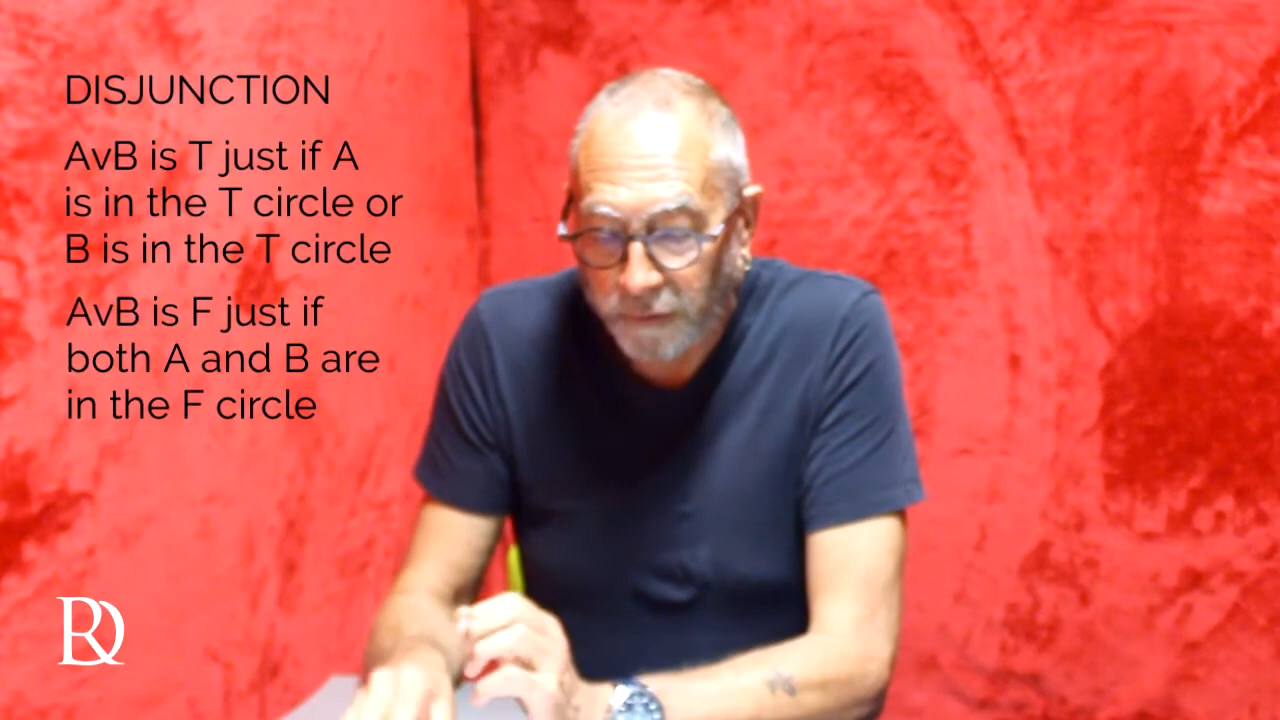 DISJUNCTION
AvB is T just if A
is in the T circle or
B is in the T circle
AvB is F just if
both A and B are
in the F circle
RD